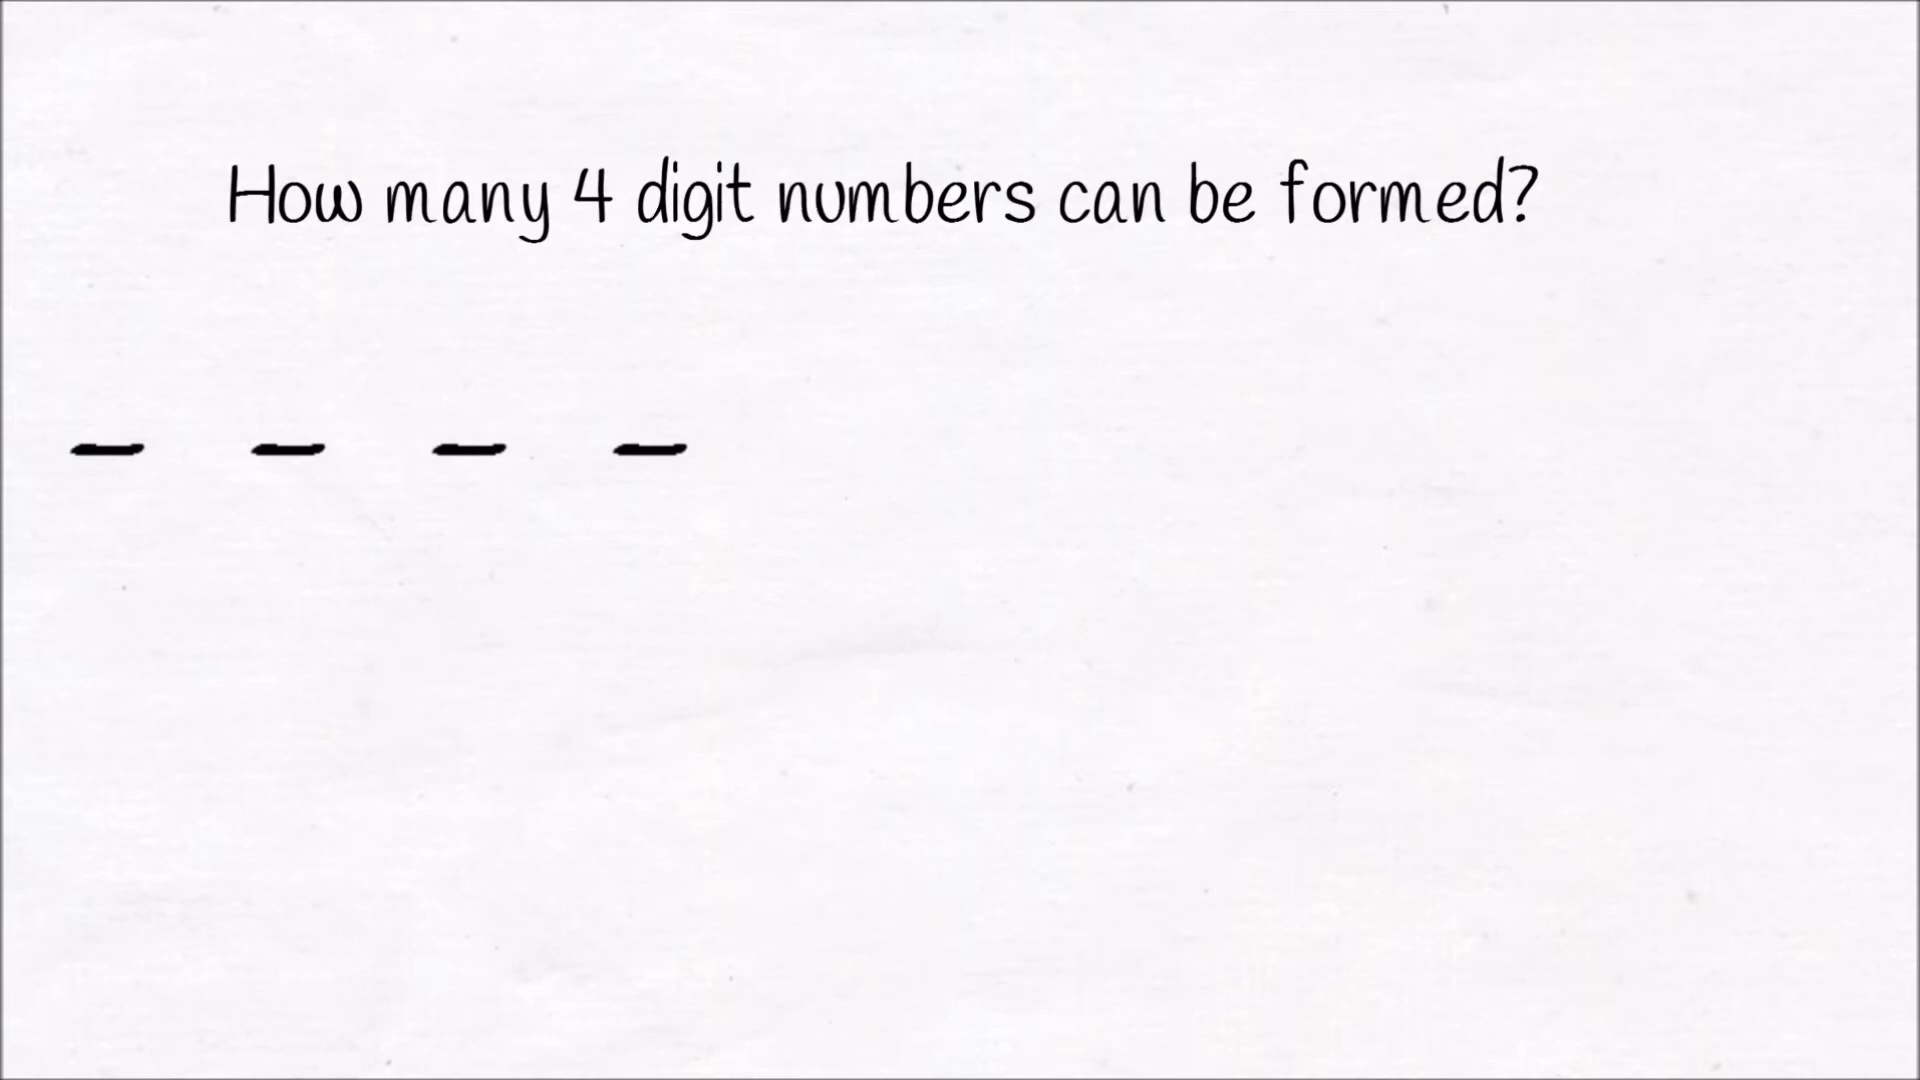 How many 4 digit numbers can be formed?
_ _ _ _